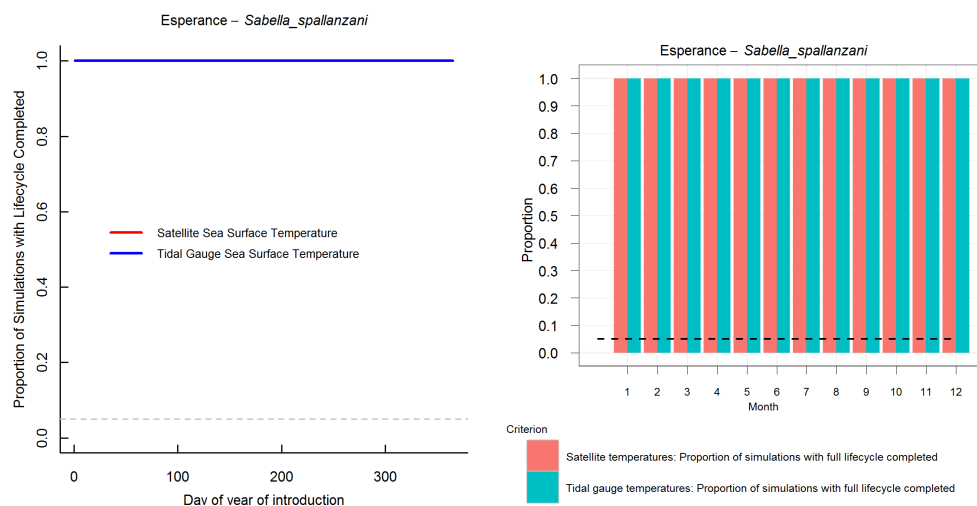 Esperance – Sabella_spallanzani
Proportion of Simulations with Lifecycle Completed
1.0
0.8
0.6
0.4
0.2
0.0
Satellite Sea Surface Temperature
Tidal Gauge Sea Surface Temperature
0 100 200 300
Day of year of introduction
Esperance – Sabella_spallanzani
Proportion
1.0
0.9
0.8
0.7
0.6
0.5
0.4
0.3
0.2
0.1
0.0
1 2 3 4 5 6 7 8 9 10 11 12
Month
Criterion
Satellite temperatures: Proportion of simulations with full lifecycle completed
Tidal gauge temperatures: Proportion of simulations with full lifecycle completed